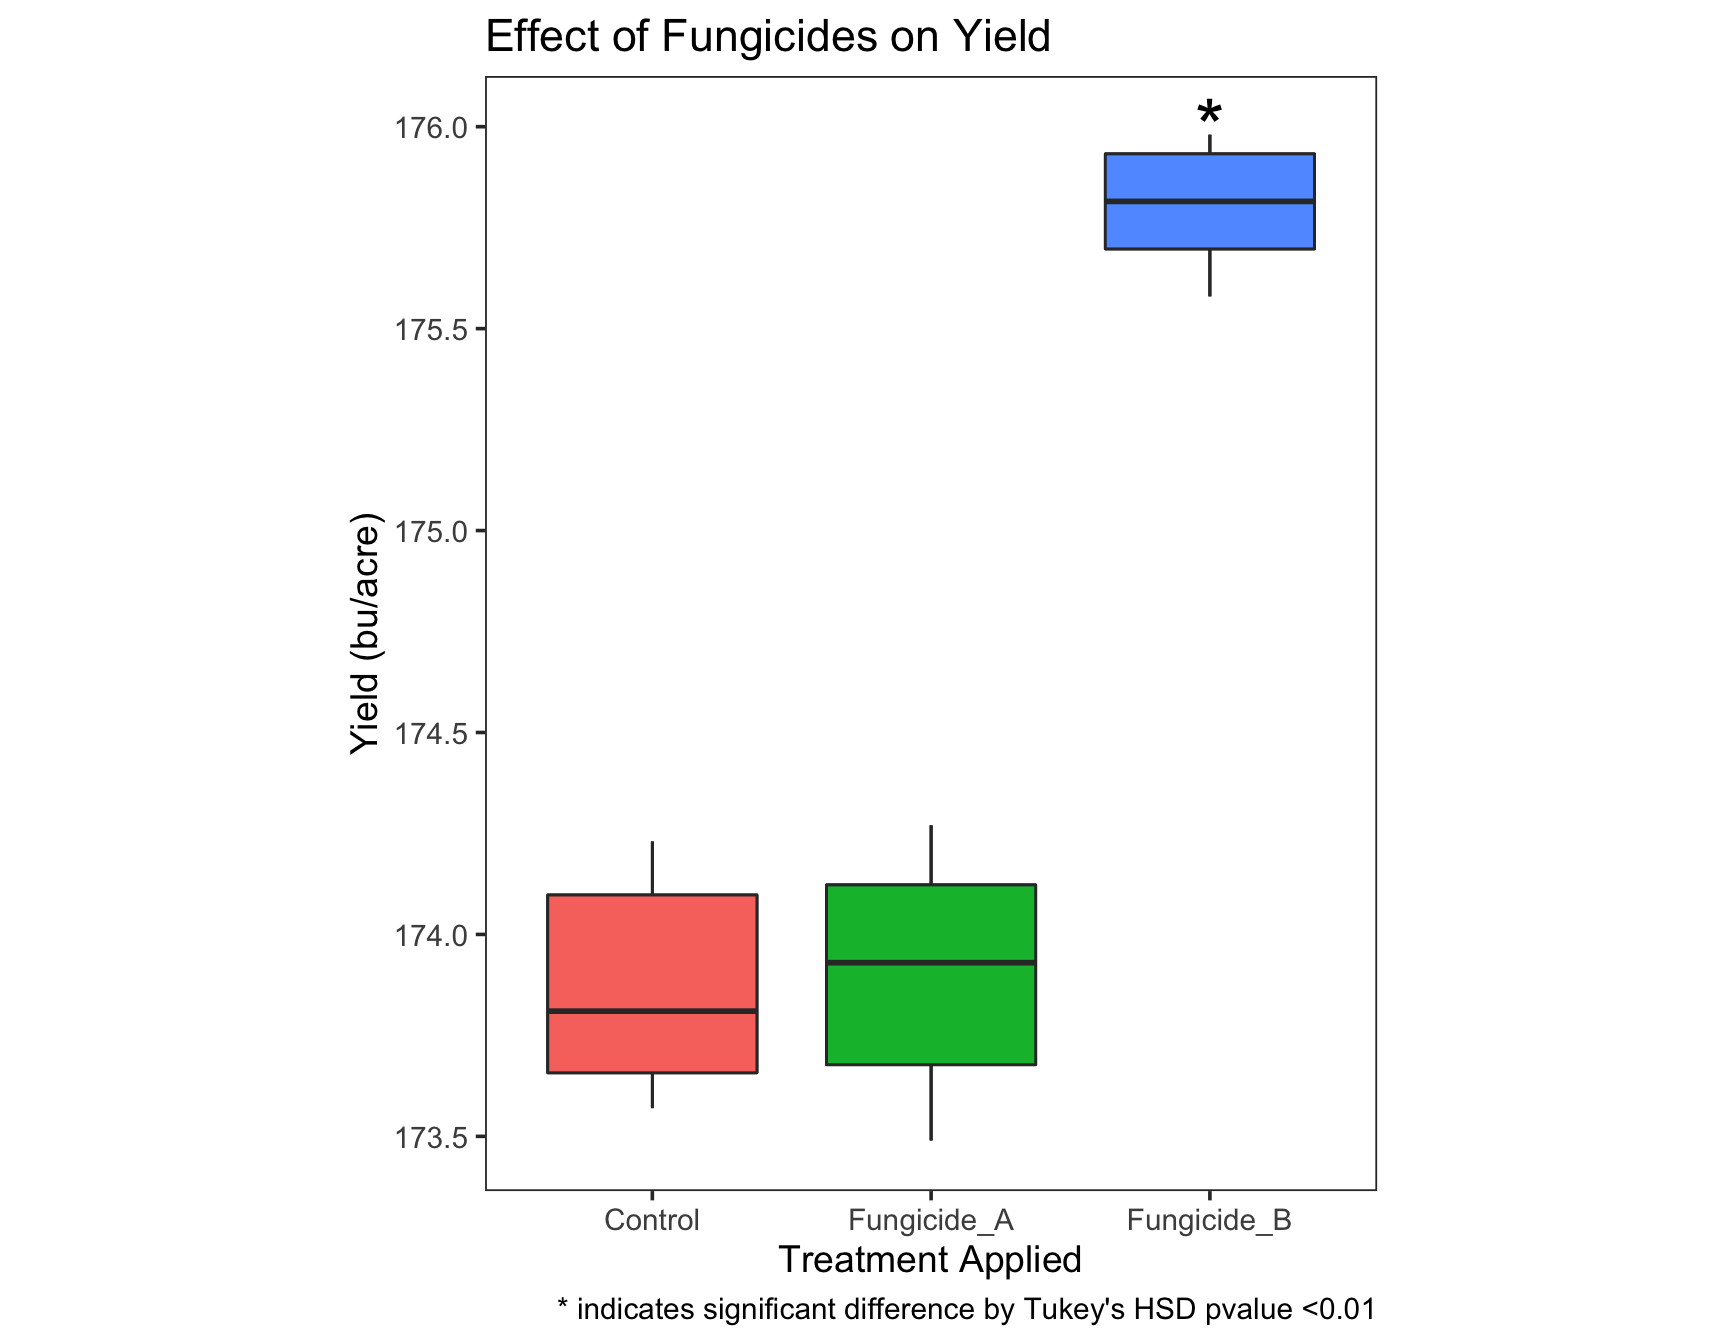 Effect of Fungicides on Yield
*
176.0
175.5
175.0
174.5
174.0
173.5
Yield (bu/acre)
Control Fungicide_A Fungicide_B
Treatment Applied
* indicates significant difference by Tukey's HSD pvalue <0.01